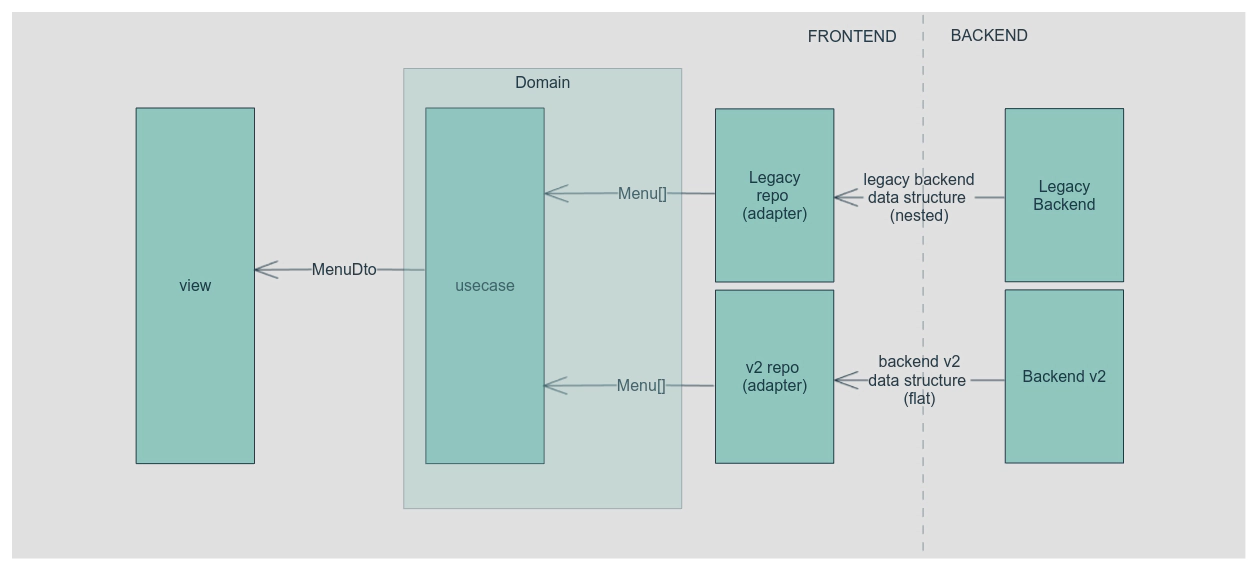 FRONTEND
BACKEND
Domain
view
MenuDto
usecase
Menu[]
Legacy
repo
(adapter)
legacy backend
data structure
(nested)
Legacy
Backend
Menu[]
v2 repo
(adapter)
backend v2
data structure
(flat)
Backend v2